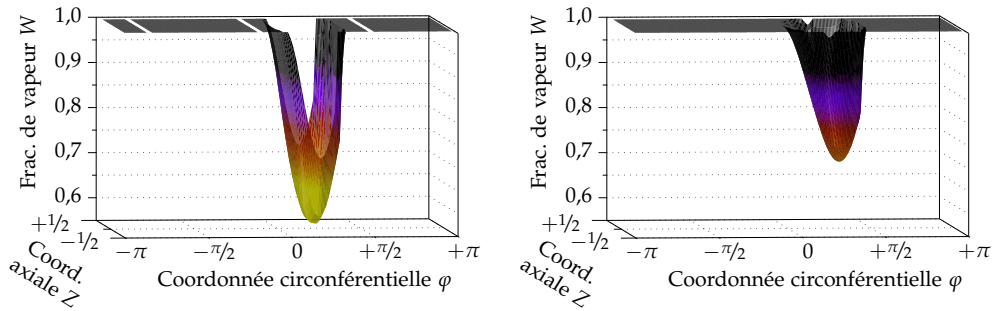 1,0
0,9
0,8
0,7
0,6
Frac. de vapeur W
+1/2
−1/2
Coord.
axiale Z
−π
−π/2
0
+π/2
+π
Coordonnée circonférentielle φ
1,0
0,9
0,8
0,7
0,6
Frac. de vapeur W
+1/2
−1/2
Coord.
axiale Z
−π
−π/2
0
+π/2
+π
Coordonnée circonférentielle φ